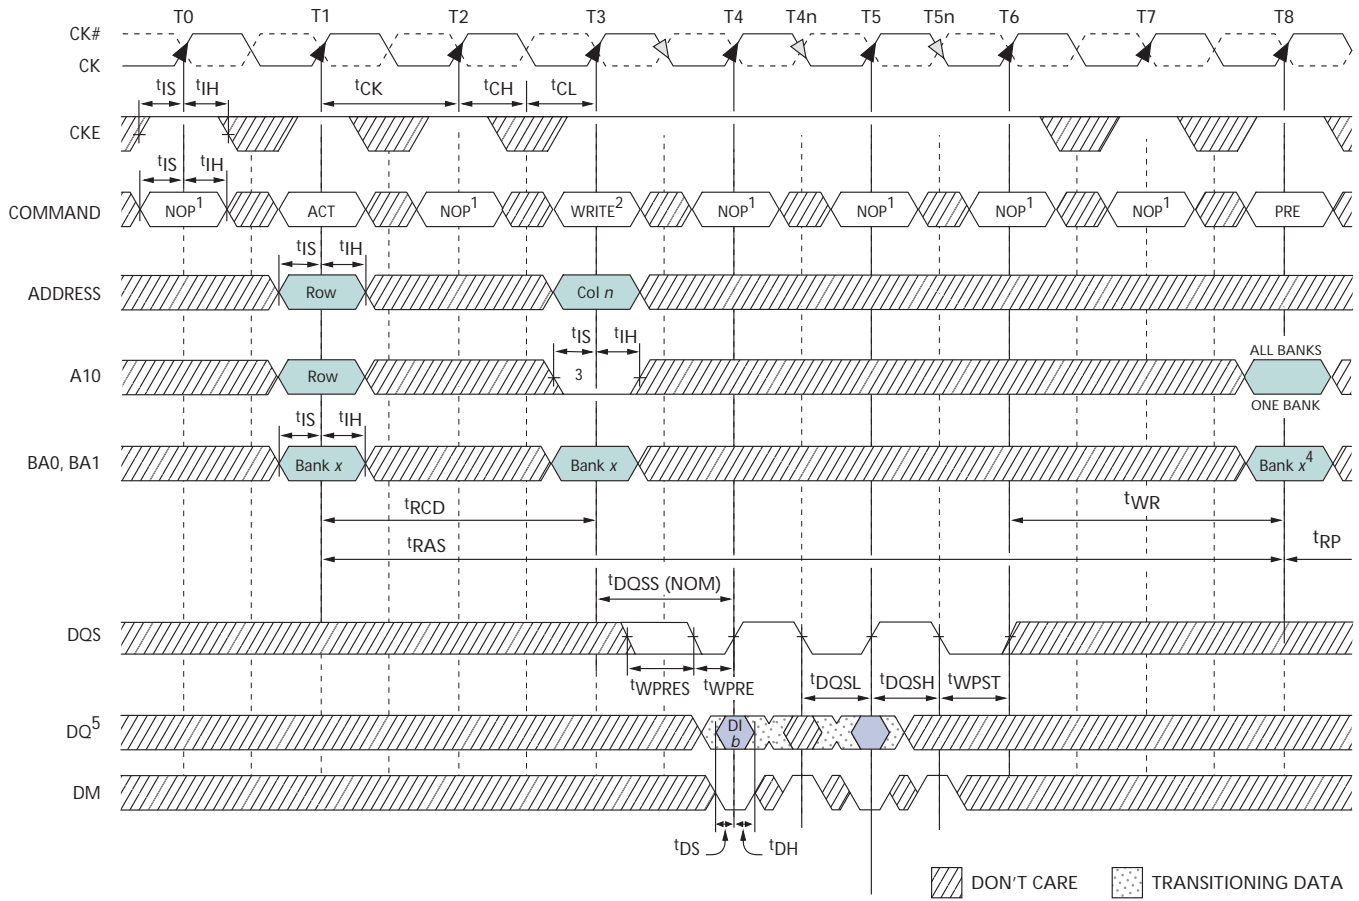 T0 T1 T2 T3 T4 T4n T5 T5n T6 T7 T8
CK#
CK
tIS tIH tCK tCH tCL
CKE
tIS tIH
COMMAND NOP1 ACT NOP1 WRITE2 NOP1 NOP1 NOP1 NOP1 PRE
tIS tIH
ADDRESS Row Col n
tIS tIH
ALL BANKS
A10 Row 3
ONE BANK
tIS tIH
BA0, BA1 Bank x Bank x Bank x4
tRCD tWR
tRAS tRP
tDQSS (NOM)
DQS
tWPRES tWPRE tDQSL tDQSH tWPST
DQ5 DI
b
DM
tDS tDH
DON'T CARE TRANSITIONING DATA